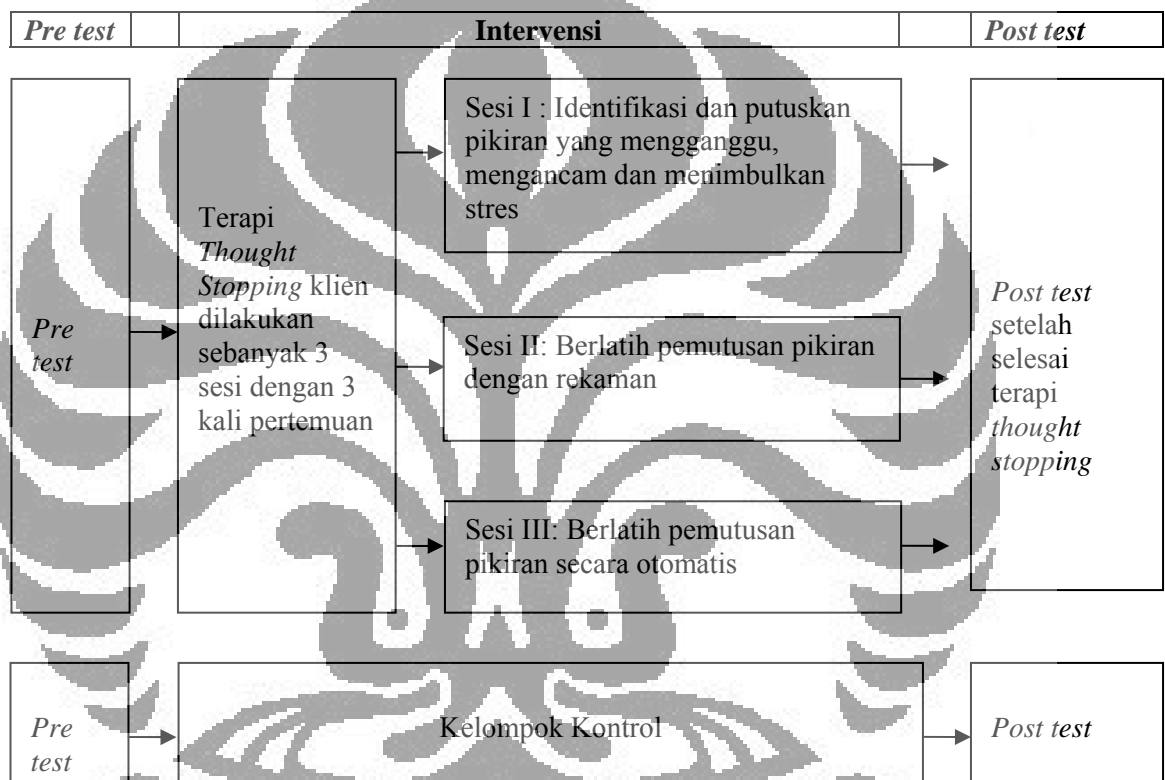 Pre test Intervensi Post test
Pre
test
Terapi
Thought
Stopping klien
dilakukan
sebanyak 3
sesi dengan 3
kali pertemuan
Sesi I : Identifikasi dan putuskan
pikiran yang mengganggu,
mengancam dan menimbulkan
stres
Sesi II: Berlatih pemutusan pikiran
dengan rekaman
Sesi III: Berlatih pemutusan
pikiran secara otomatis
Post test
setelah
selesai
terapi
thought
stopping
Pre
test
Kelompok Kontrol
Post test